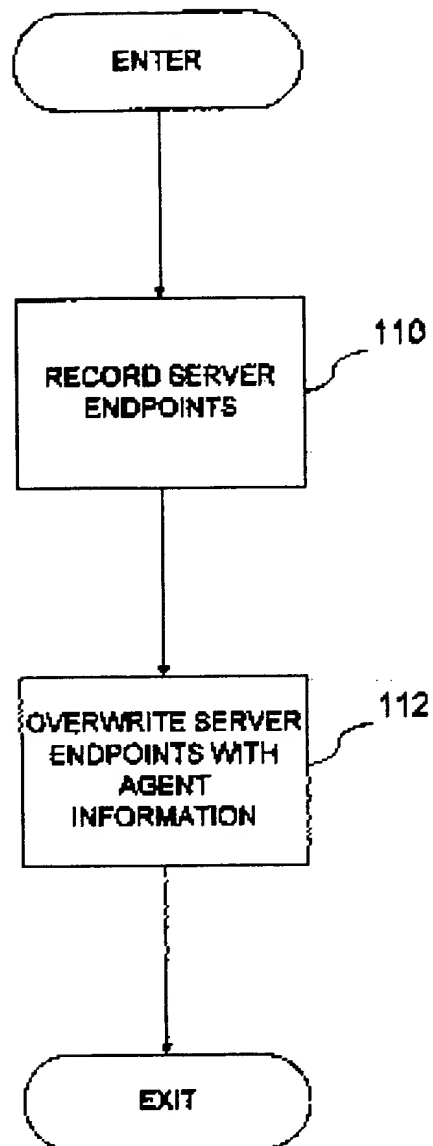 ENTER
110
RECORD SERVER
ENDPOINTS
112
OVERWRITE SERVER
ENDPOINTS WITH
AGENT
INFORMATION
EXIT